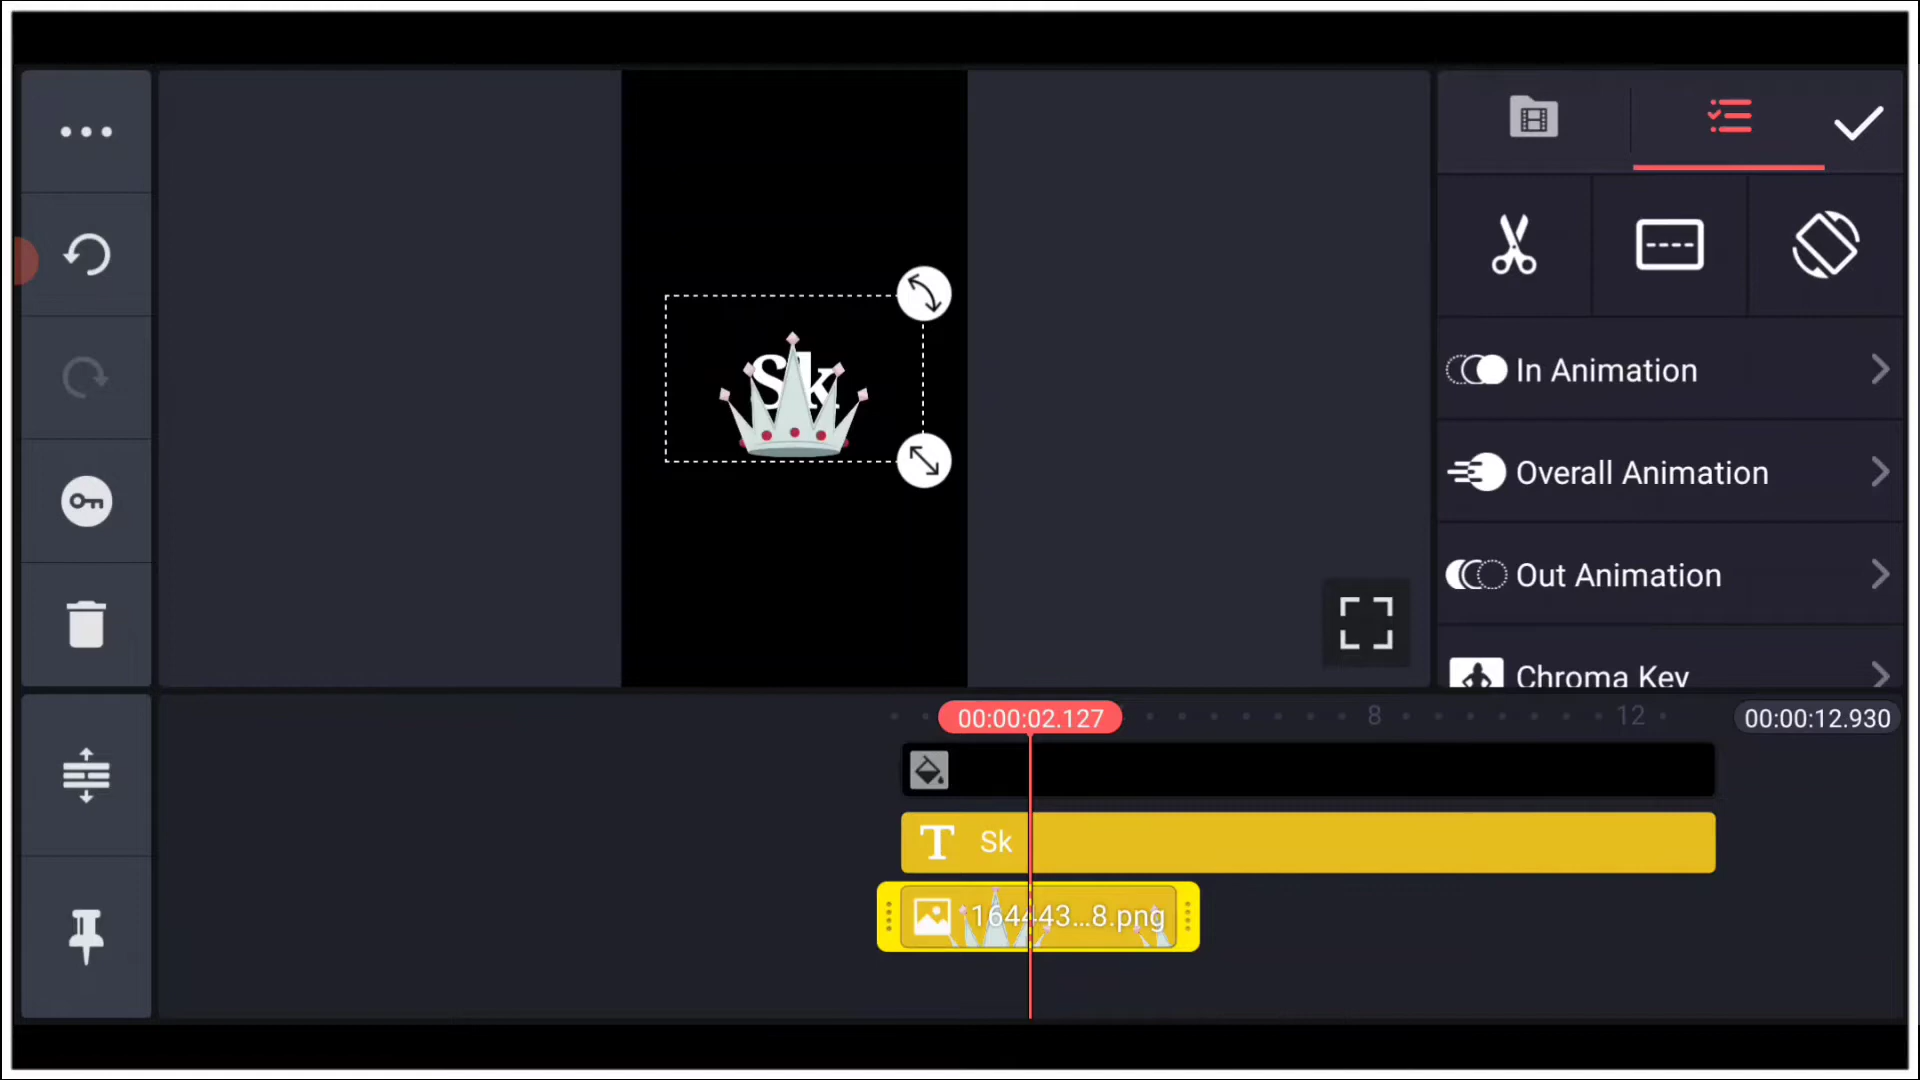 Sk
In Animation
Overall Animation
Out Animation
Chroma Key
00:00:02.127
8
12
00:00:12.930
T Sk
164443...8.png